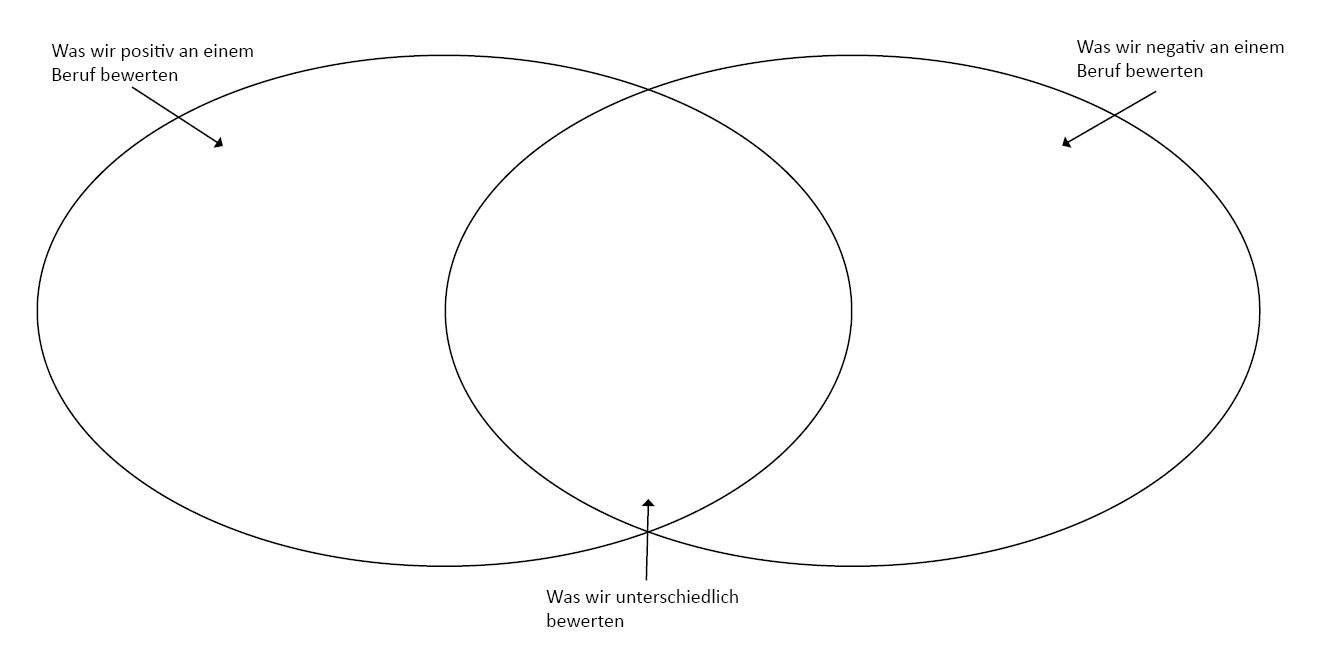 Was wir positiv an einem
Beruf bewerten
Was wir negativ an einem
Beruf bewerten
Was wir unterschiedlich
bewerten